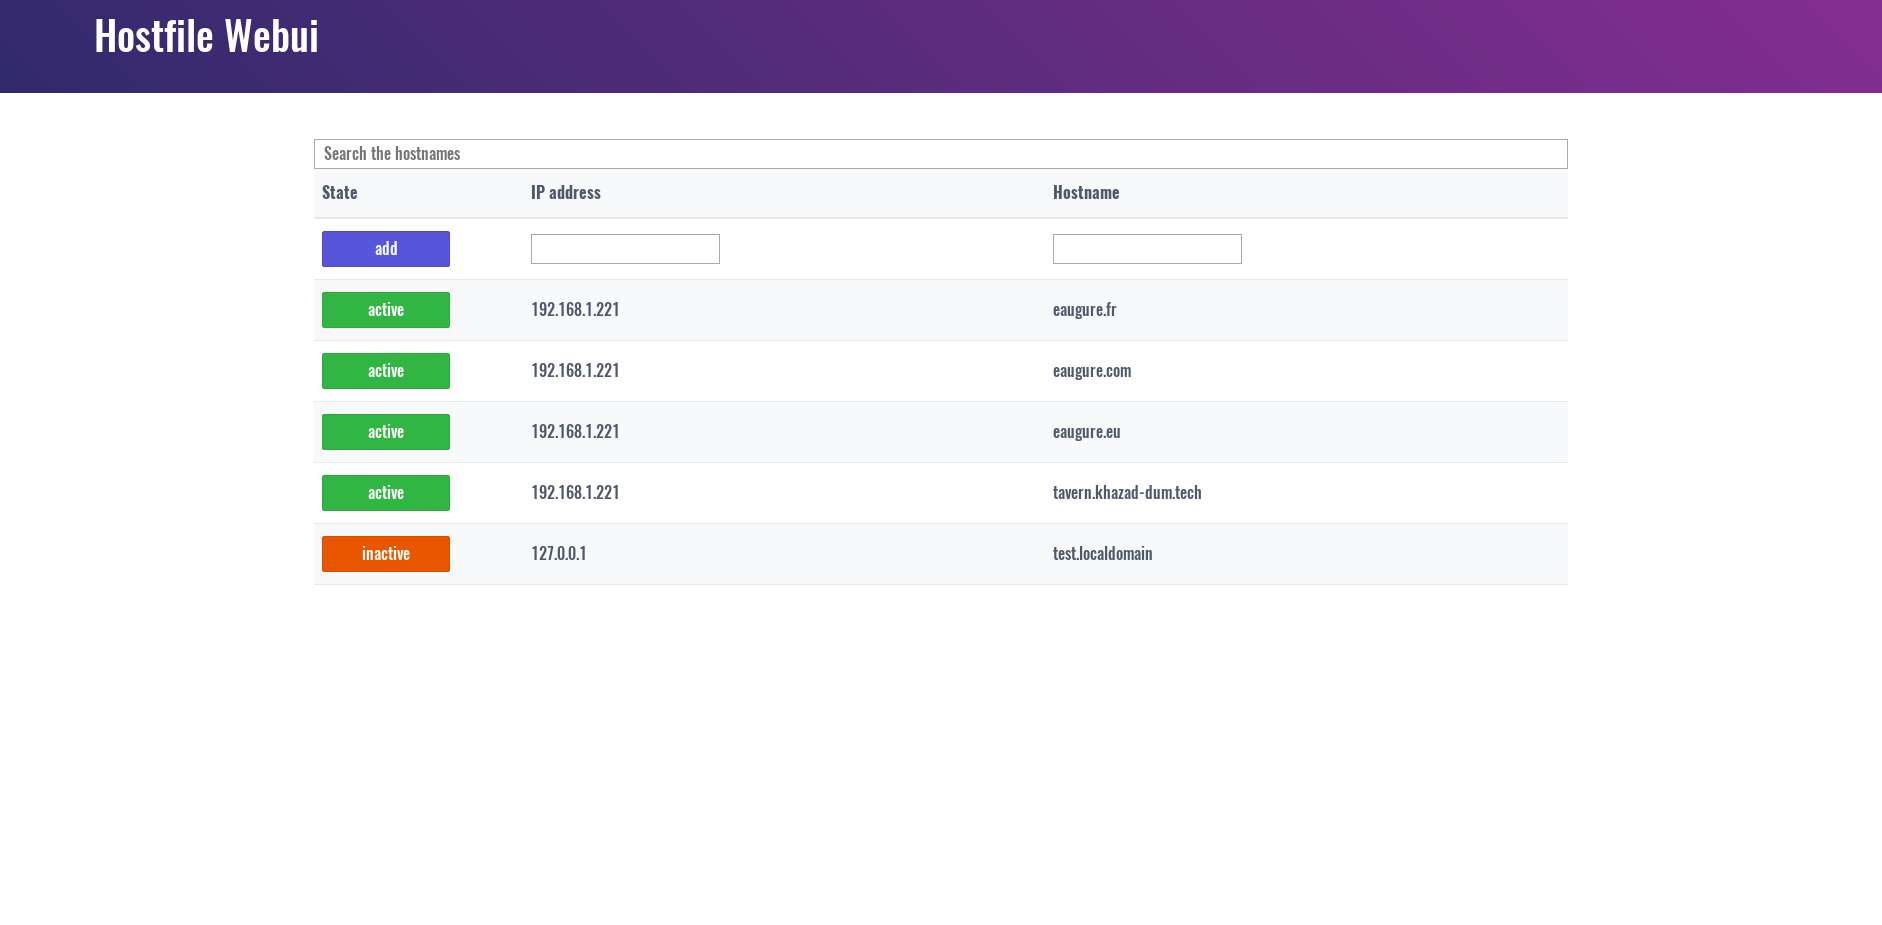 Hostfile Webui
Search the hostnames
State IP address Hostname
add
active 192.168.1.221 eaugure.fr
active 192.168.1.221 eaugure.com
active 192.168.1.221 eaugure.eu
active 192.168.1.221 tavern.khazad-dum.tech
inactive 127.0.0.1 test.localdomain